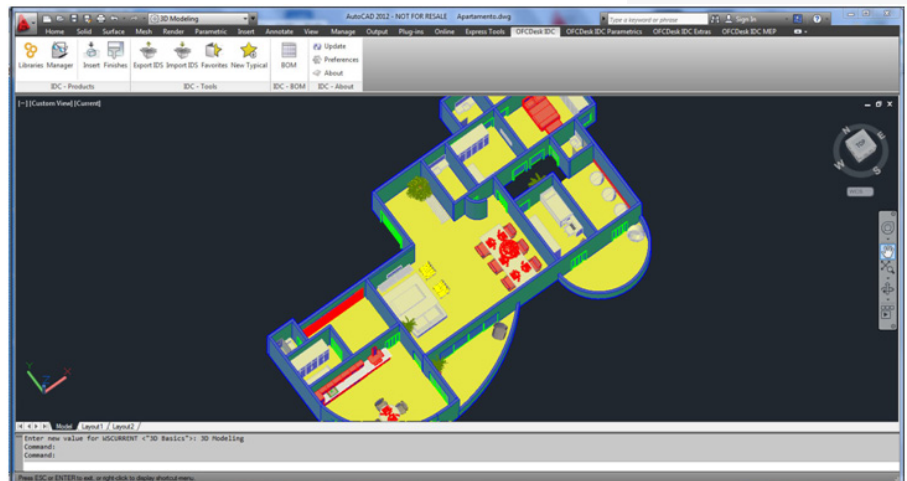 3D Modeling
AutoCAD 2012 - NOT FOR RESALE Apartamento.dwg
Type a keyword or phrase
Sign In
Home Solid Surface Mesh Render Parametric Insert Annotate View Manage Output Plug-ins Online Express Tools OFCDesk IDC OFCDesk IDC Parametrics OFCDesk IDC Extras OFCDesk IDC MEP
Update
Preferences
About
Libraries Manager Insert Finishes Export IDS Import IDS Favorites New Typical BOM
IDC - Products IDC - Tools IDC - BOM IDC - About
[−][Custom View][Current]
N
E
TOP
W
S
WCS
Y
Z
X
Model Layout1 Layout2
Enter new value for WSCURRENT <"3D Basics">: 3D Modeling
Command:
Command:
Press ESC or ENTER to exit, or right-click to display shortcut-menu.